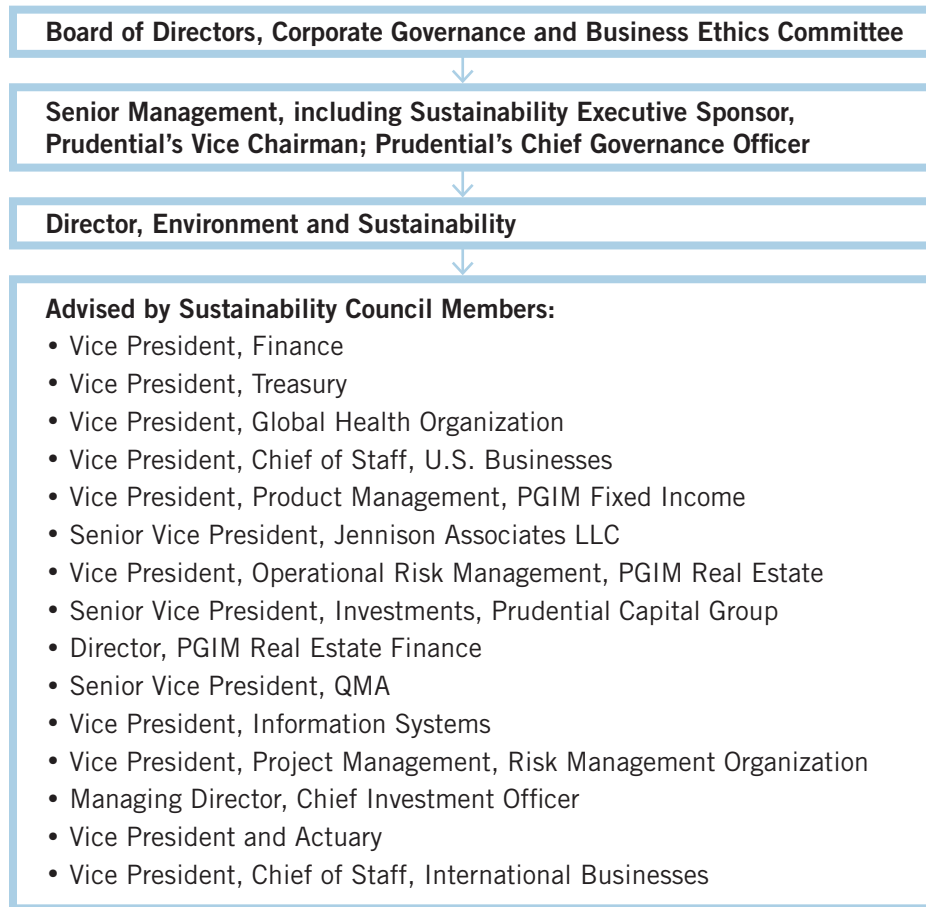 Board of Directors, Corporate Governance and Business Ethics Committee
Senior Management, including Sustainability Executive Sponsor,
Prudential’s Vice Chairman; Prudential’s Chief Governance Officer
Director, Environment and Sustainability
Advised by Sustainability Council Members:
• Vice President, Finance
• Vice President, Treasury
• Vice President, Global Health Organization
• Vice President, Chief of Staff, U.S. Businesses
• Vice President, Product Management, PGIM Fixed Income
• Senior Vice President, Jennison Associates LLC
• Vice President, Operational Risk Management, PGIM Real Estate
• Senior Vice President, Investments, Prudential Capital Group
• Director, PGIM Real Estate Finance
• Senior Vice President, QMA
• Vice President, Information Systems
• Vice President, Project Management, Risk Management Organization
• Managing Director, Chief Investment Officer
• Vice President and Actuary
• Vice President, Chief of Staff, International Businesses